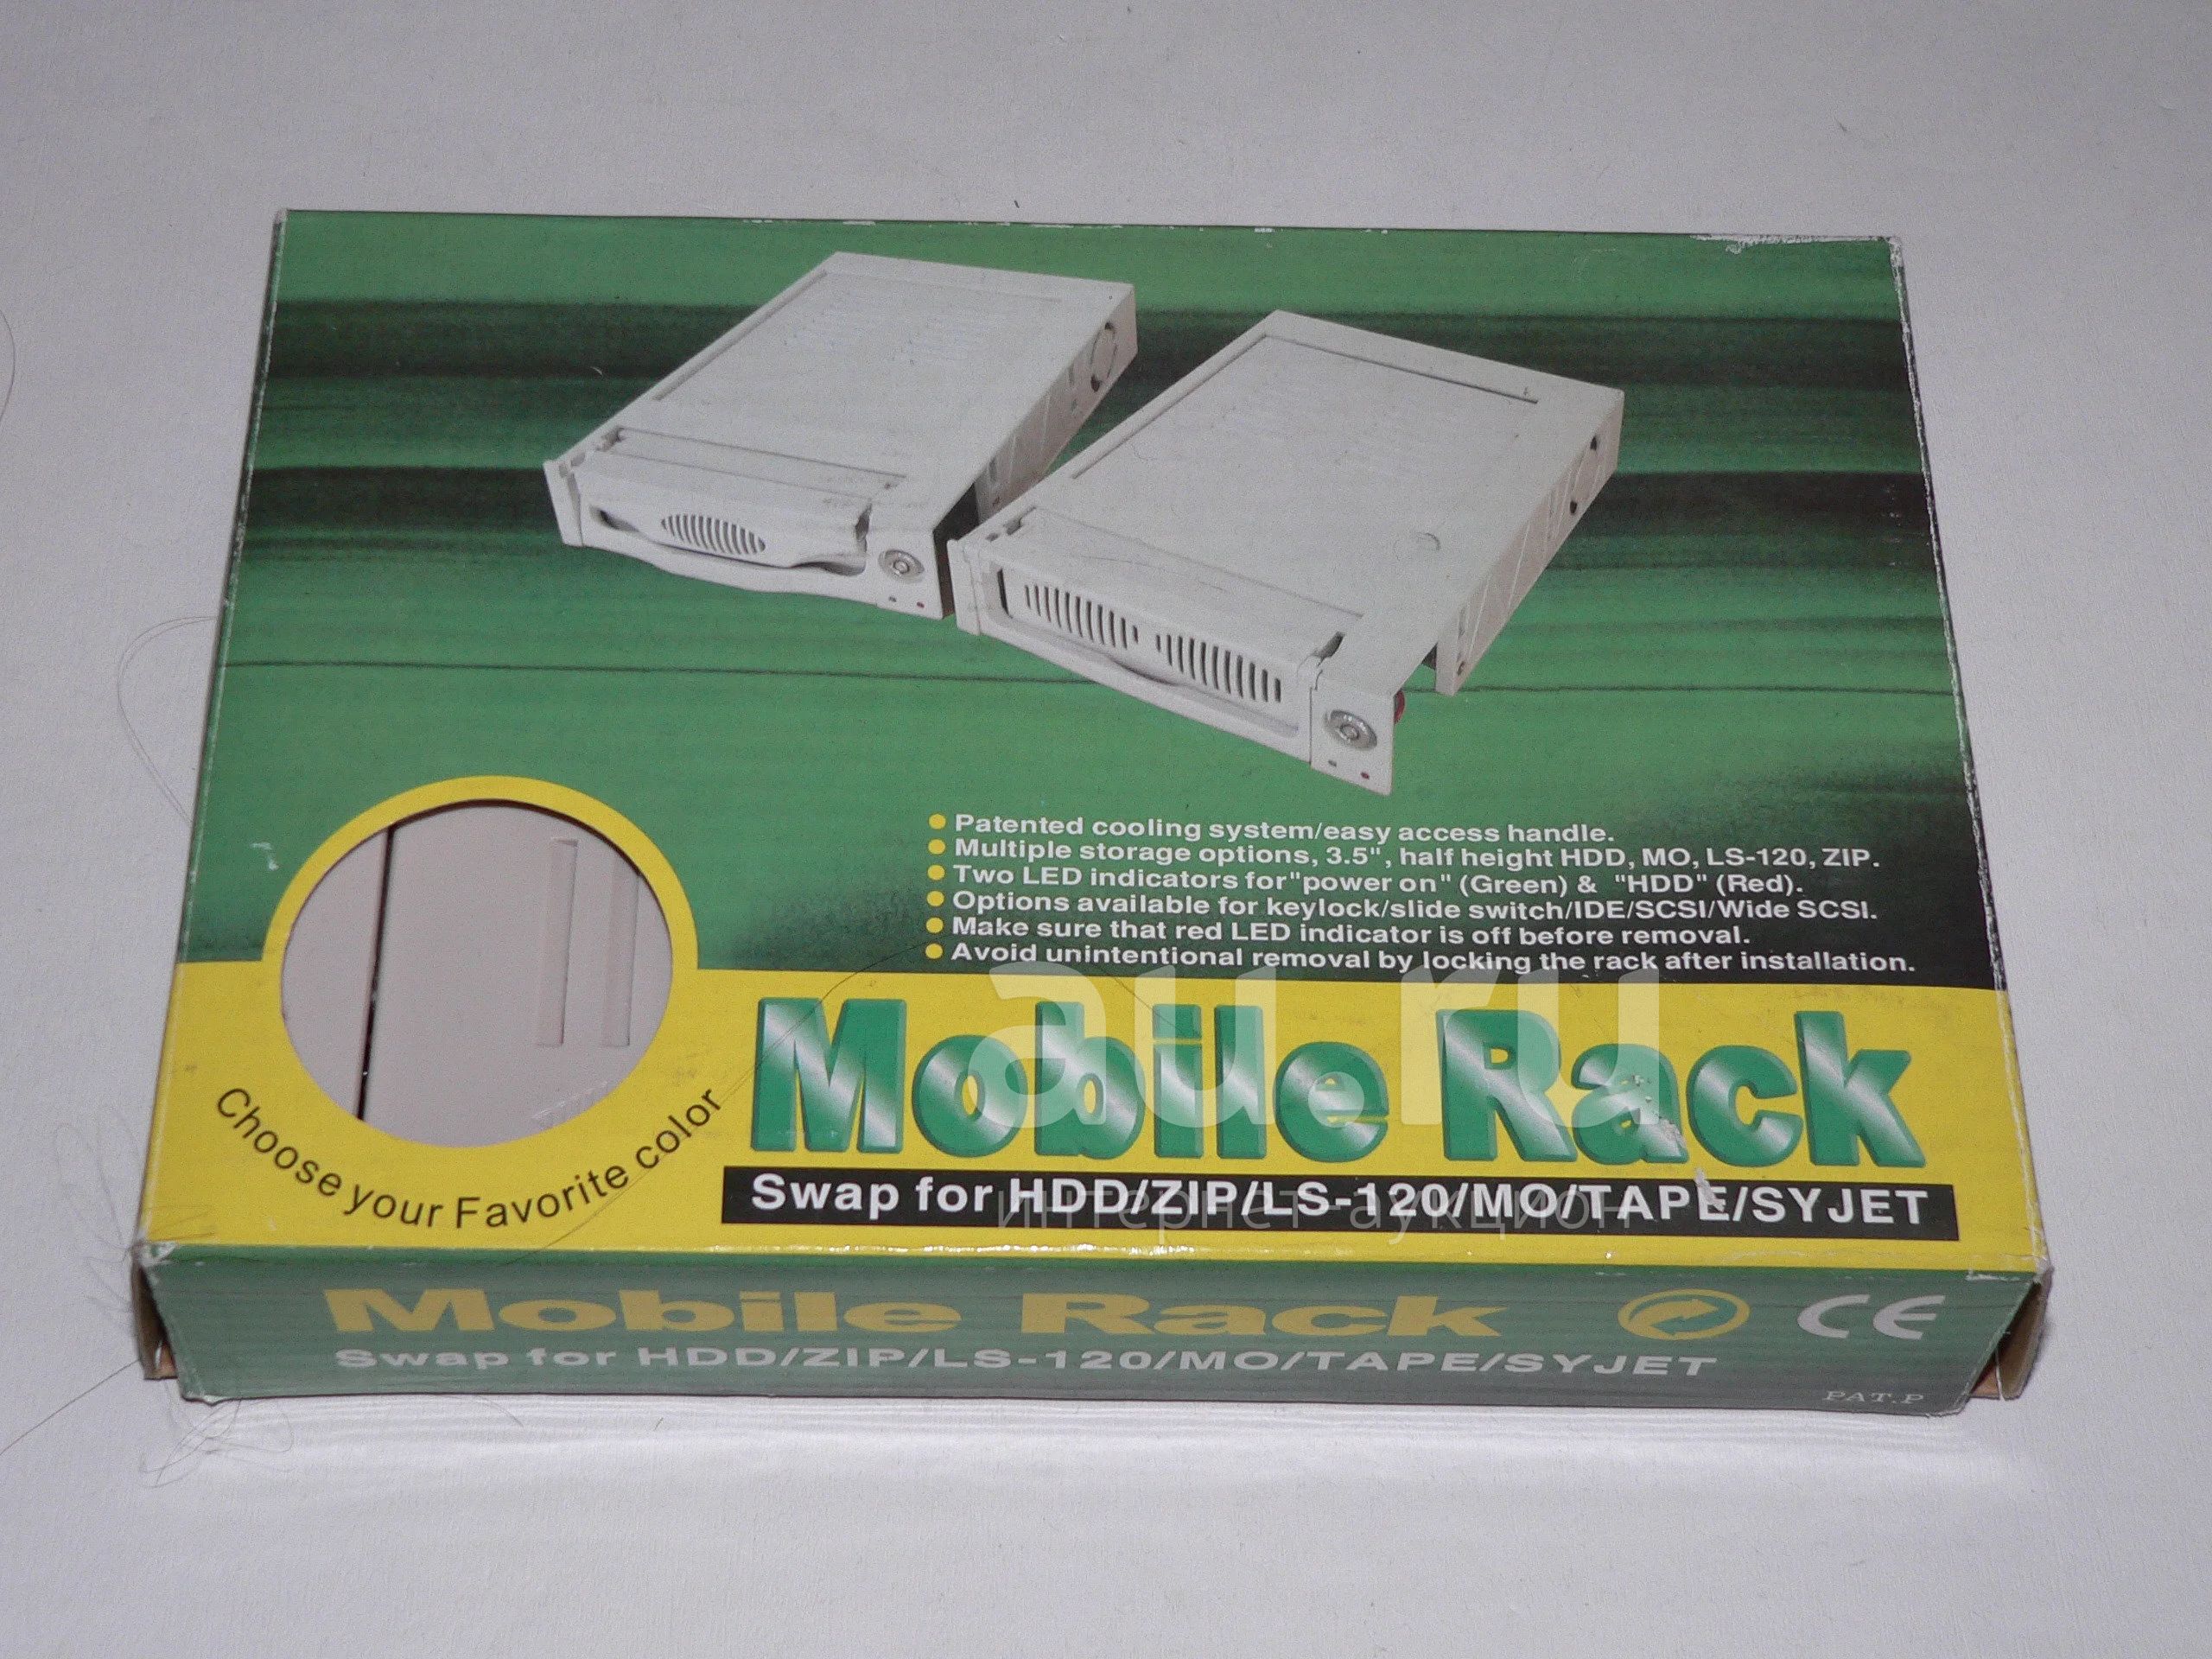 Patented cooling system/easy access handle.
Multiple storage options, 3.5", half height HDD, MO, LS-120, ZIP.
Two LED indicators for"power on" (Green) & "HDD" (Red).
Options available for keylock/slide switch/IDE/SCSI/Wide SCSI.
Make sure that red LED indicator is off before removal.
Avoid unintentional removal by locking the rack after installation.
au.ru
Mobile Rack
Choose your Favorite color
Swap for HDD/ZIP/LS-120/MO/TAPE/SYJET
интернет-аукцион
Mobile Rack
CE
Swap for HDD/ZIP/LS-120/MO/TAPE/SYJET
PAT.P